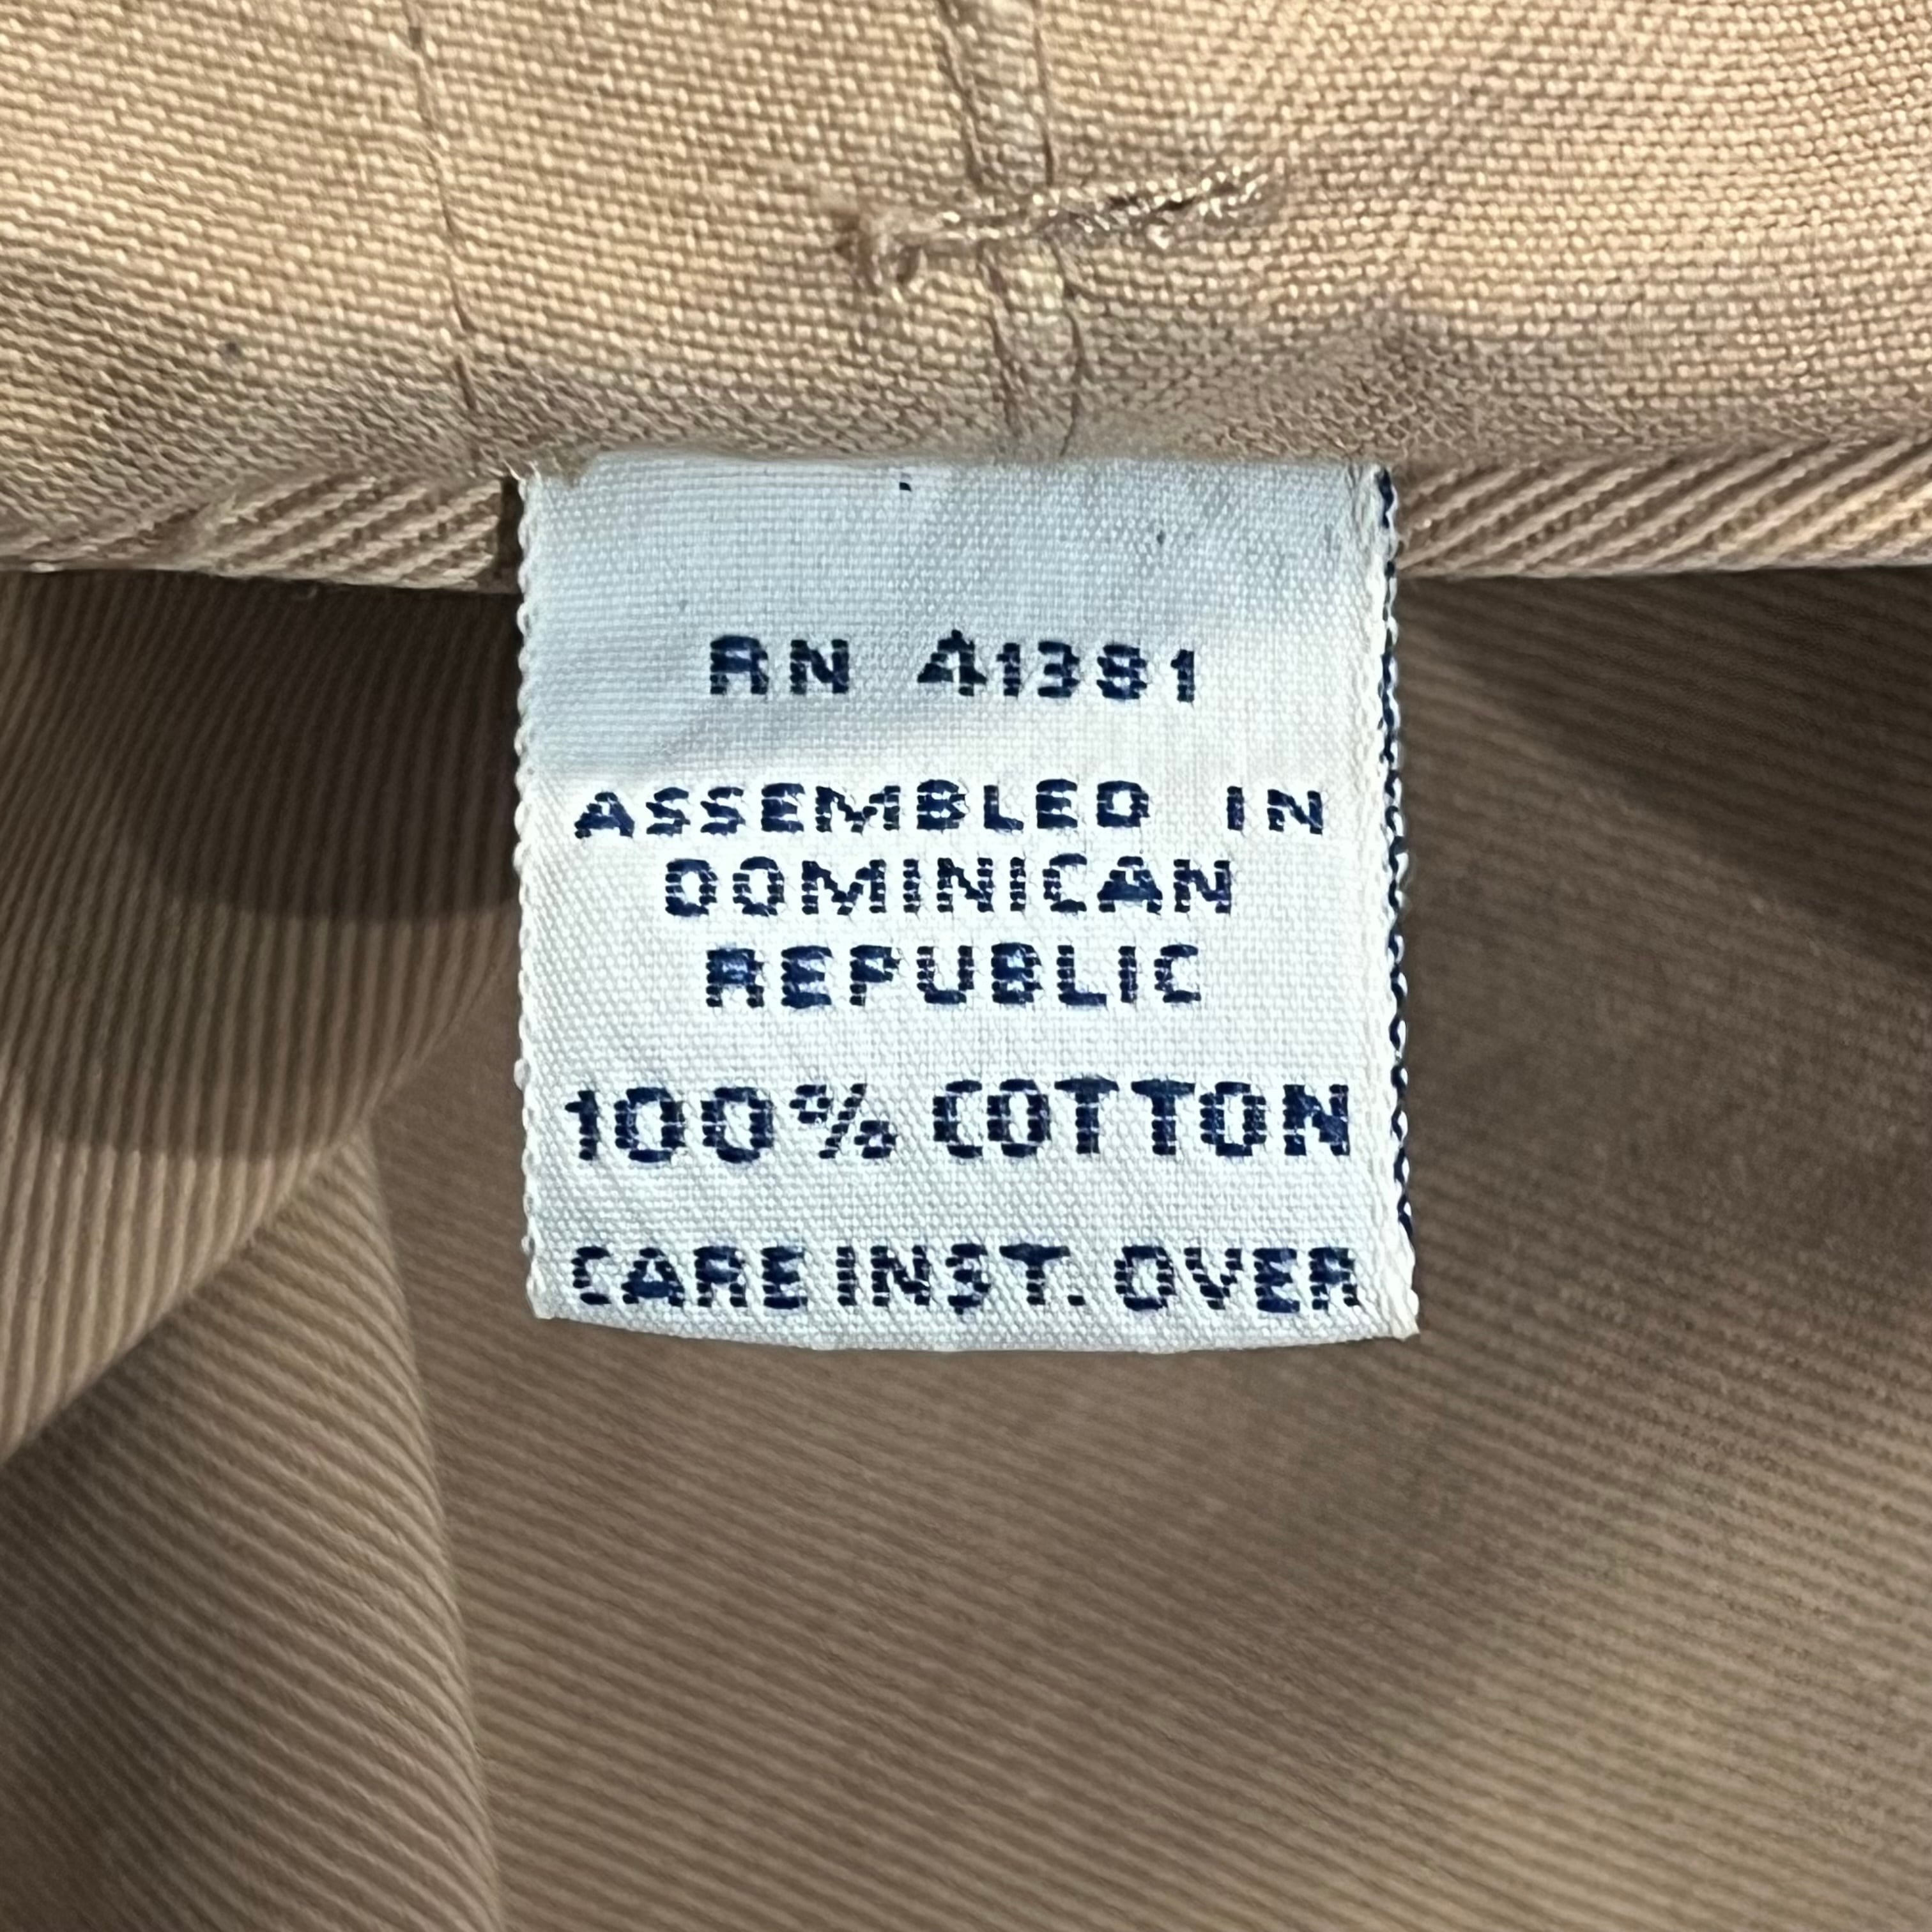 RN 41381
ASSEMBLED IN
DOMINICAN
REPUBLIC
100% COTTON
CARE INST. OVER